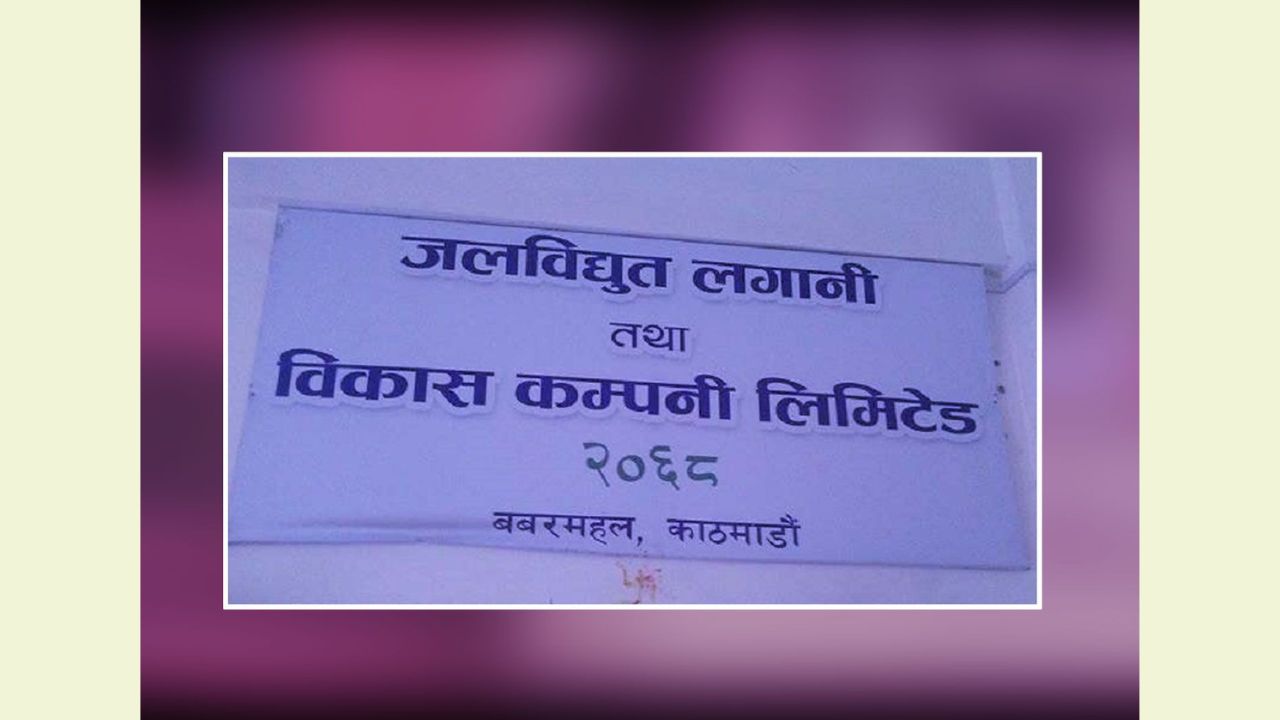 जलविद्युत लगानी
तथा
विकास कम्पनी लिमिटेड
२०६८
बबरमहल, काठमाडौं